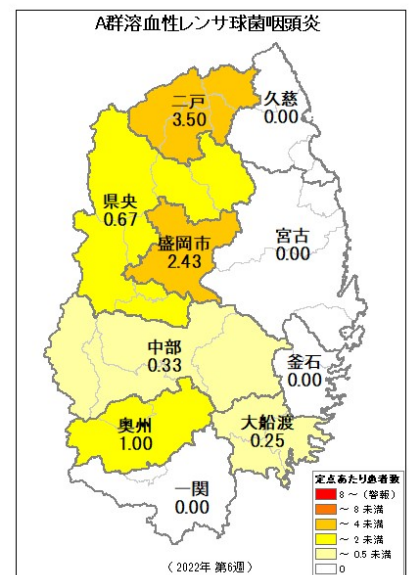 A群溶血性レンサ球菌咽頭炎
二戸
3.50
久慈
0.00
県央
0.67
盛岡市
2.43
宮古
0.00
中部
0.33
釜石
0.00
奥州
1.00
大船渡
0.25
一関
0.00
定点あたり患者数
8 ~ (警報)
~ 8 未満
~ 4 未満
~ 2 未満
~ 0.5 未満
0
(2022年 第6週)